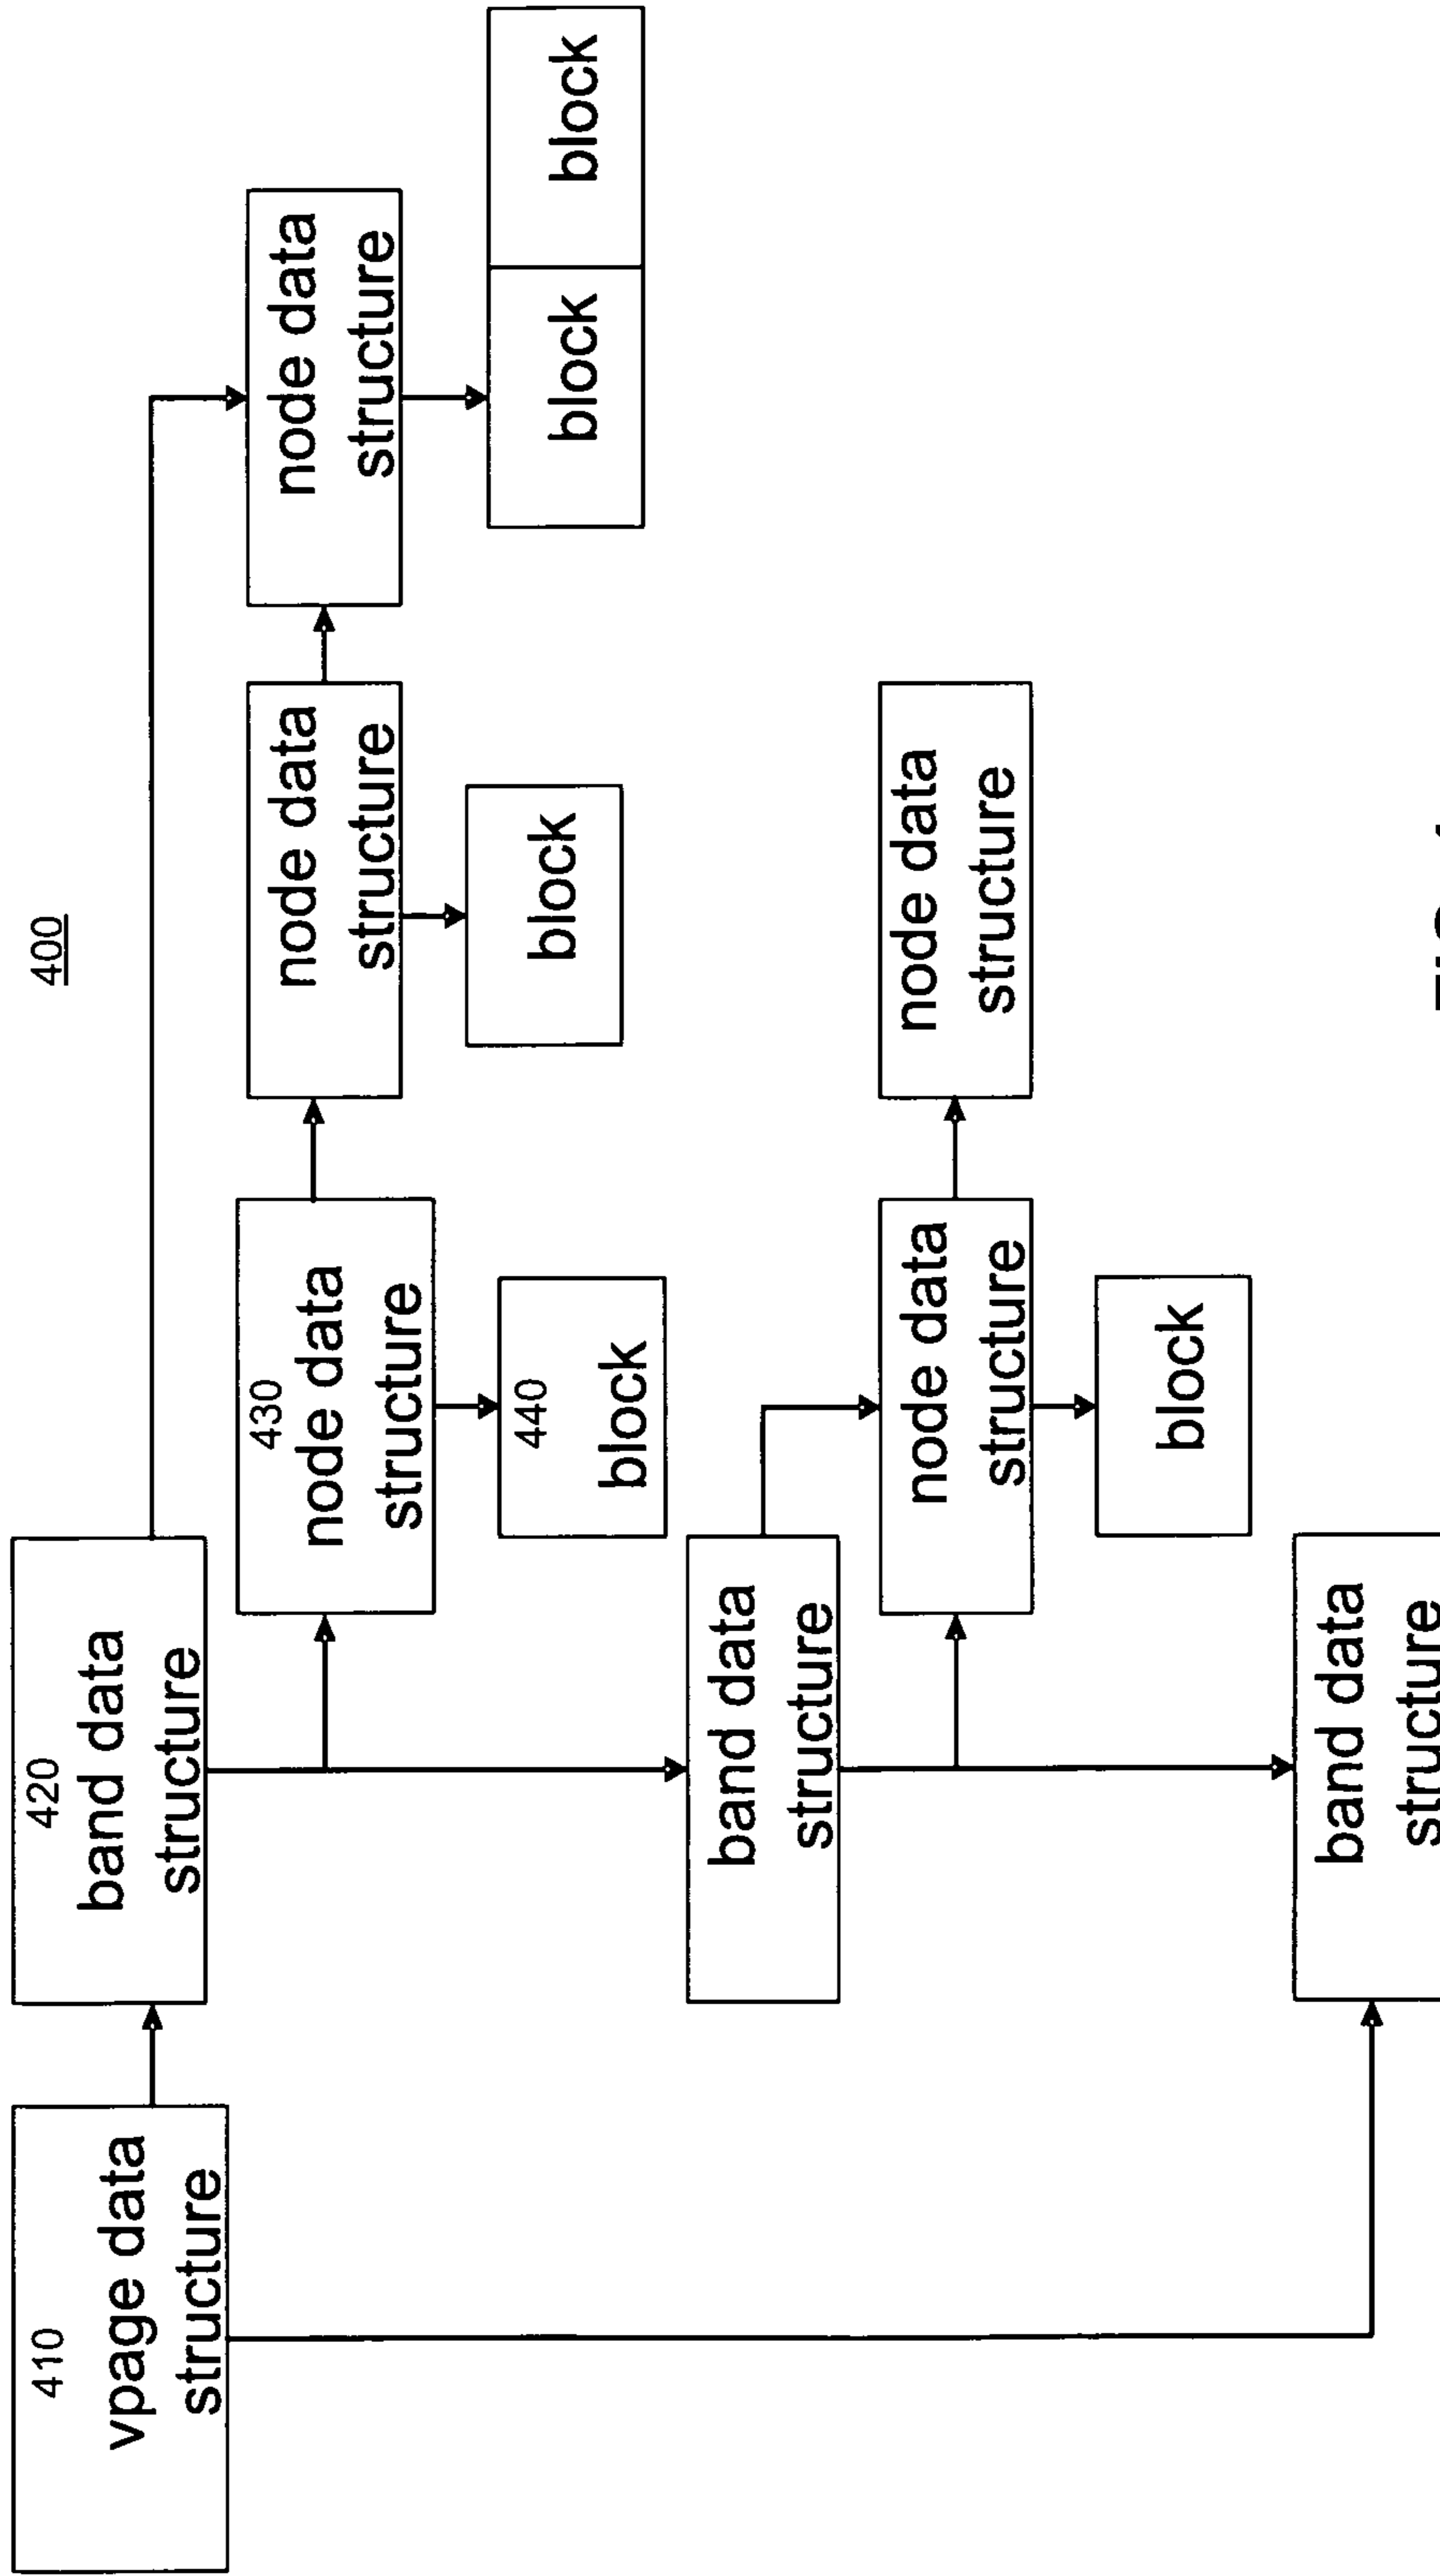 400
410
vpage data
structure
420
band data
structure
430
node data
structure
node data
structure
node data
structure
440
block
block
block
block
band data
structure
node data
structure
node data
structure
block
band data
structure